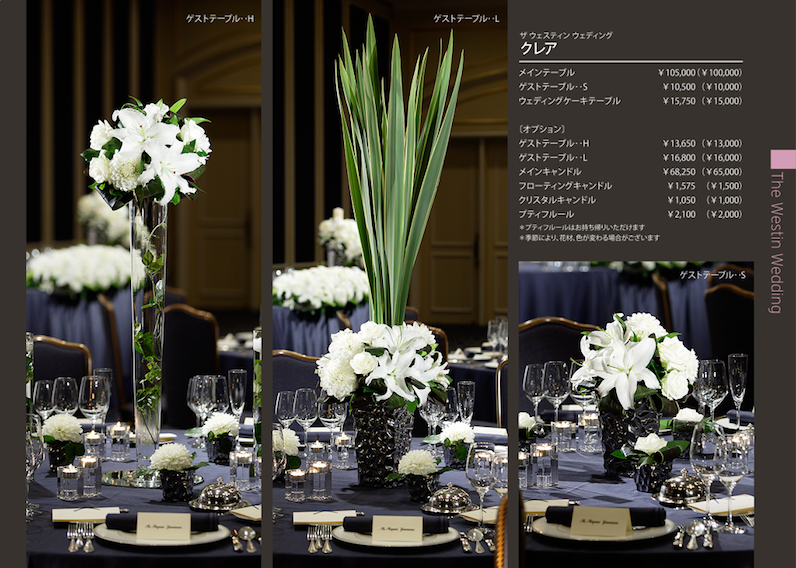 ゲストテーブル‥H
ゲストテーブル‥L
ザ ウェスティン ウェディング
クレア
メインテーブル ￥105,000（￥100,000）
ゲストテーブル‥S ￥10,500（￥10,000）
ウェディングケーキテーブル ￥15,750（￥15,000）
［オプション］
ゲストテーブル‥H ￥13,650（￥13,000）
ゲストテーブル‥L ￥16,800（￥16,000）
メインキャンドル ￥68,250（￥65,000）
フローティングキャンドル ￥1,575（￥1,500）
クリスタルキャンドル ￥1,050（￥1,000）
プティフルール ￥2,100（￥2,000）
＊プティフルールはお持ち帰りいただけます
＊季節により、花材、色が変わる場合がございます
The Westin Wedding
ゲストテーブル‥S